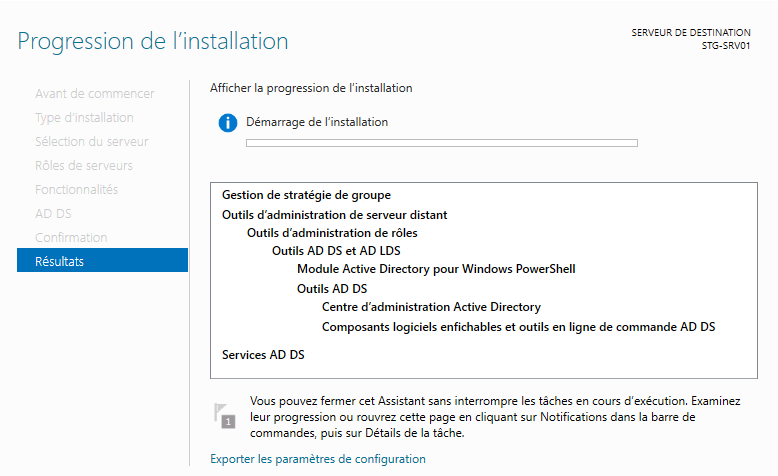 Progression de l’installation
SERVEUR DE DESTINATION
STG-SRV01
Avant de commencer
Type d’installation
Sélection du serveur
Rôles de serveurs
Fonctionnalités
AD DS
Confirmation
Résultats
Afficher la progression de l’installation
Démarrage de l’installation
Gestion de stratégie de groupe
Outils d’administration de serveur distant
Outils d’administration de rôles
Outils AD DS et AD LDS
Module Active Directory pour Windows PowerShell
Outils AD DS
Centre d’administration Active Directory
Composants logiciels enfichables et outils en ligne de commande AD DS
Services AD DS
1
Vous pouvez fermer cet Assistant sans interrompre les tâches en cours d’exécution. Examinez
leur progression ou rouvrez cette page en cliquant sur Notifications dans la barre de
commandes, puis sur Détails de la tâche.
Exporter les paramètres de configuration